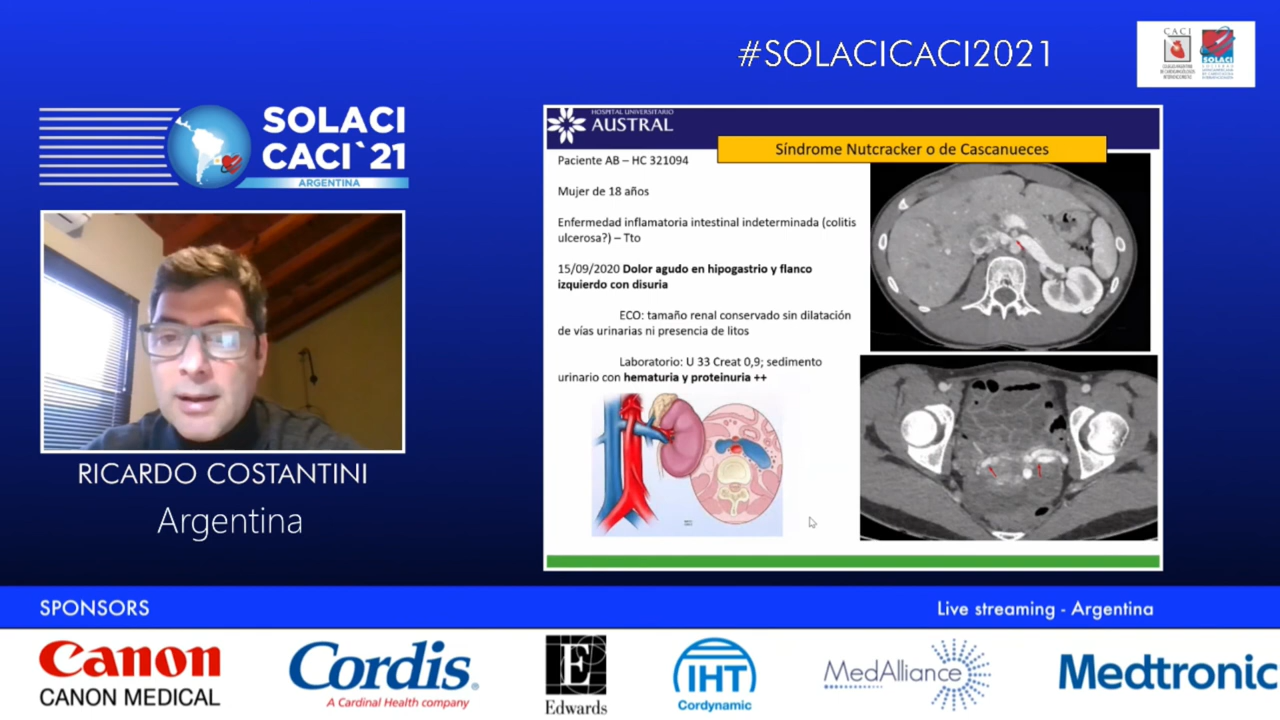 #SOLACICACI2021
CACI
SOLACI
SOLACI
CACI`21
ARGENTINA
HOSPITAL UNIVERSITARIO
AUSTRAL
Síndrome Nutcracker o de Cascanueces
Paciente AB – HC 321094
Mujer de 18 años
Enfermedad inflamatoria intestinal indeterminada (colitis
ulcerosa?) – Tto
15/09/2020 Dolor agudo en hipogastrio y flanco
izquierdo con disuria
ECO: tamaño renal conservado sin dilatación
de vías urinarias ni presencia de litos
Laboratorio: U 33 Creat 0,9; sedimento
urinario con hematuria y proteinuria ++
RICARDO COSTANTINI
Argentina
SPONSORS
Live streaming - Argentina
Canon
CANON MEDICAL
Cordis.
A Cardinal Health company
E
Edwards
IHT
Cordynamic
MedAlliance
Medtronic